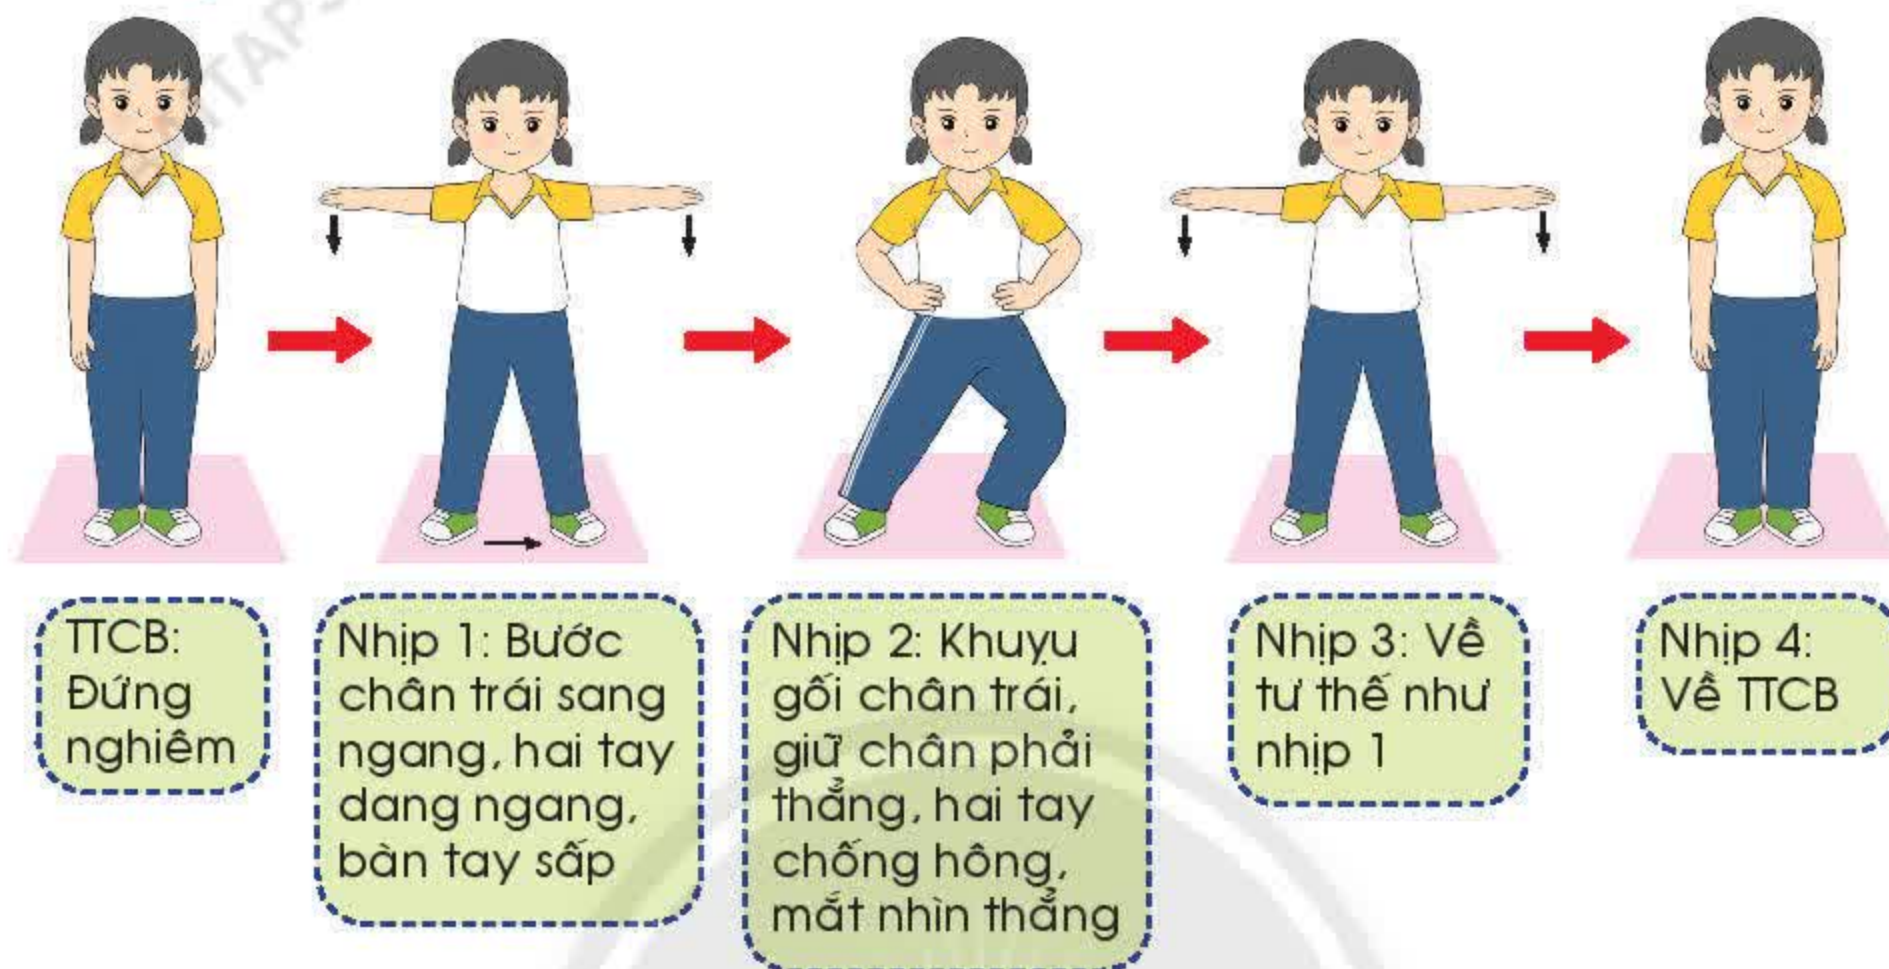 TTCB:
Đứng
nghiêm
Nhịp 1: Bước
chân trái sang
ngang, hai tay
dang ngang,
bàn tay sấp
Nhịp 2: Khuỵu
gối chân trái,
giữ chân phải
thẳng, hai tay
chống hông,
mắt nhìn thẳng
Nhịp 3: Về
tư thế như
nhịp 1
Nhịp 4:
Về TTCB